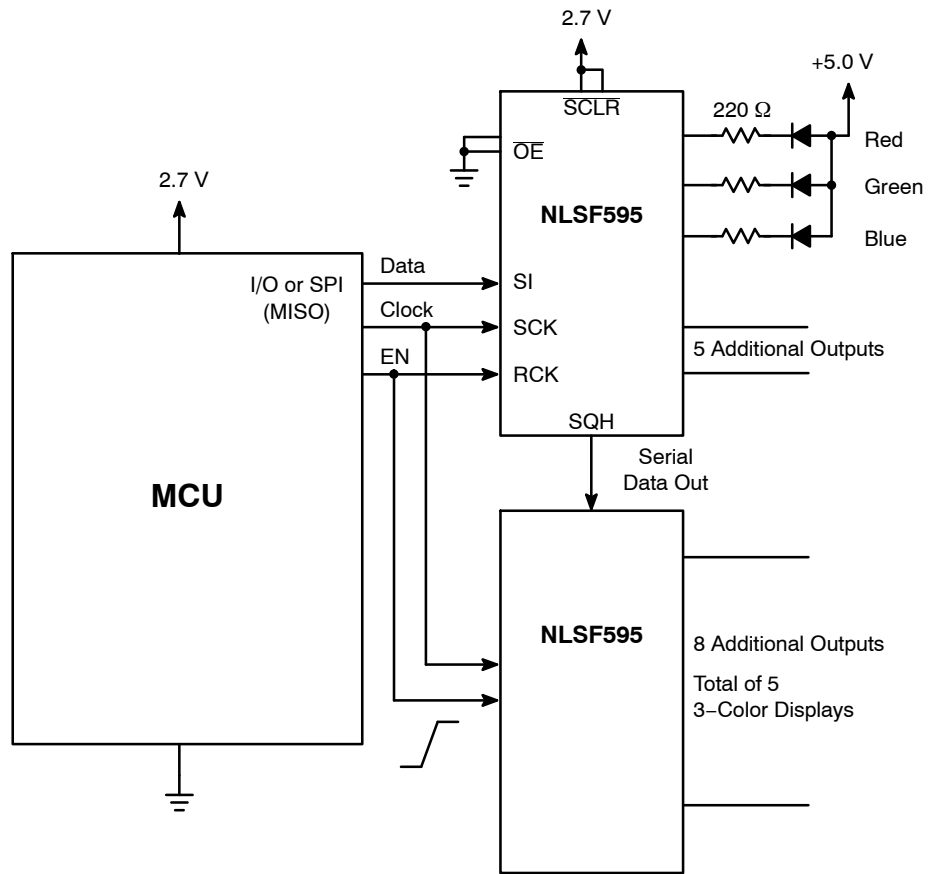 2.7 V
+5.0 V
SCLR
220 Ω
Red
OE
2.7 V
Green
NLSF595
Blue
I/O or SPI
(MISO)
Data
SI
Clock
SCK
5 Additional Outputs
EN
RCK
SQH
Serial
Data Out
MCU
NLSF595
8 Additional Outputs
Total of 5
3−Color Displays